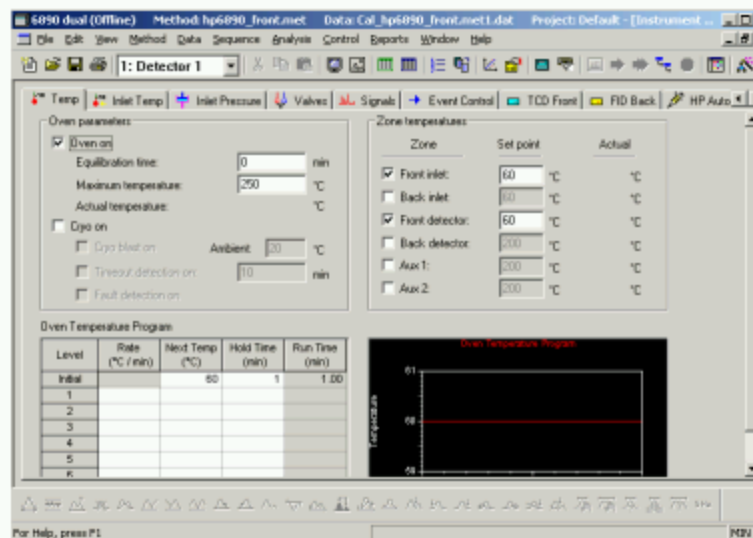 6890 dual (Offline) Method: hp6890_front.met Data: Cal_hp6890_front.met1.dat Project: Default - [Instrument ...
File Edit View Method Data Sequence Analysis Control Reports Window Help
1: Detector 1
Temp Inlet Temp Inlet Pressure Valves Signals Event Control TCD Front FID Back HP Auto
Oven parameters
Oven on
Equilibration time: 0 min
Maximum temperature: 250 °C
Actual temperature: °C
Cryo on
Cryo blast on Ambient 20 °C
Timeout detection on: 10 min
Fault detection on
Zone temperatures
Zone Set point Actual
Front inlet: 60 °C °C
Back inlet: 60 °C °C
Front detector: 60 °C °C
Back detector: 200 °C °C
Aux 1: 200 °C °C
Aux 2: 200 °C °C
Oven Temperature Program
Level Rate (°C / min) Next Temp (°C) Hold Time (min) Run Time (min)
Initial 60 1 1.00
1
2
3
4
5
6
Oven Temperature Program
Temperature
61
60
59
For Help, press F1
MIN